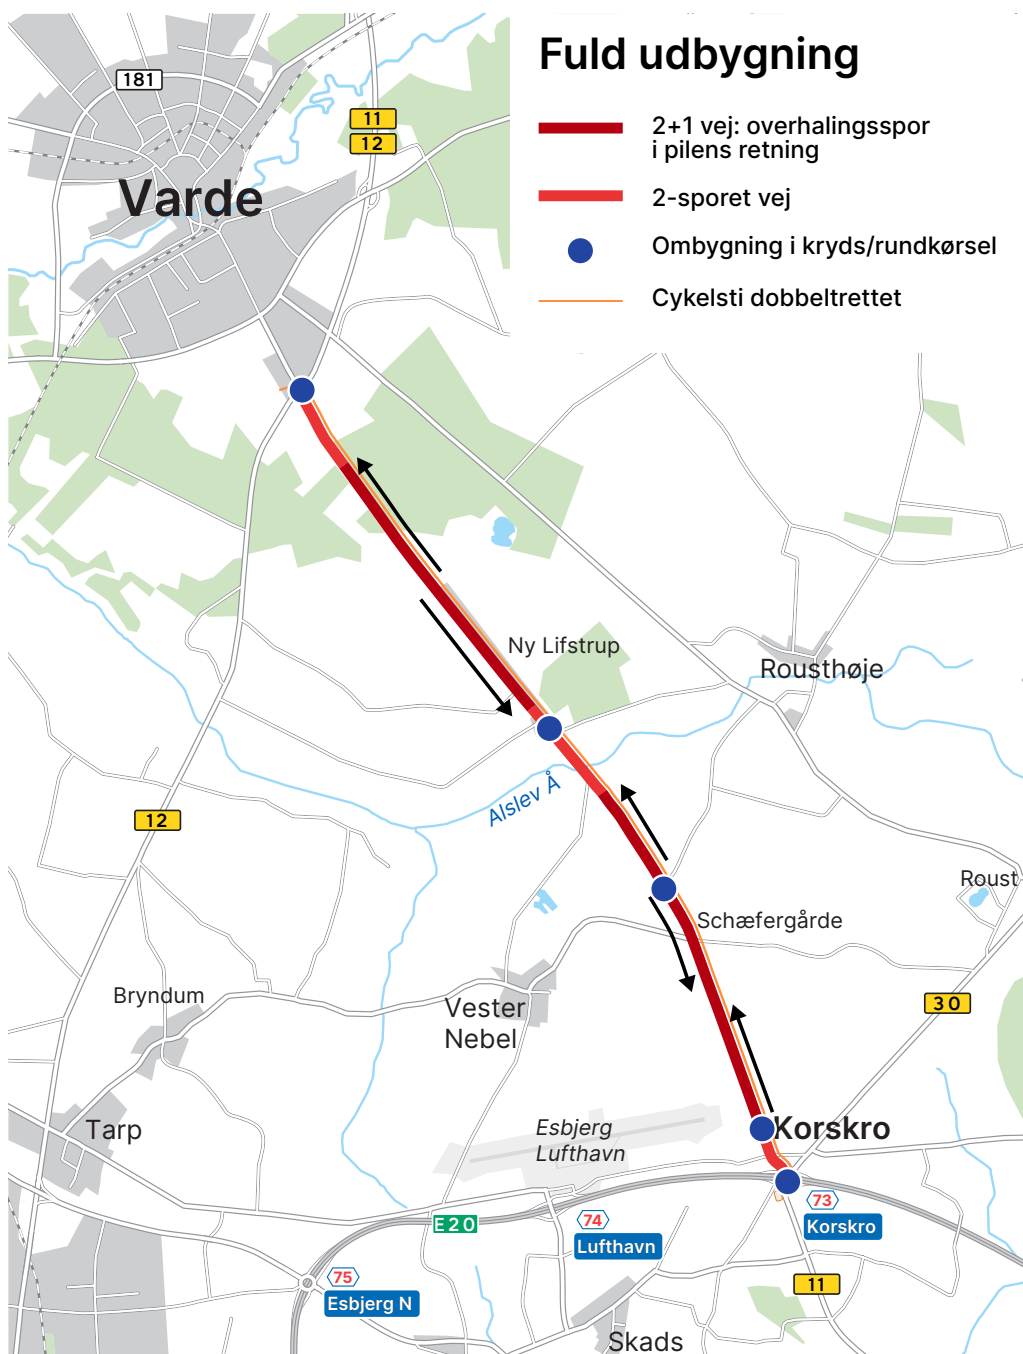 Fuld udbygning
2+1 vej: overhalingsspor
i pilens retning
2-sporet vej
Ombygning i kryds/rundkørsel
Cykelsti dobbeltrettet
181
11
12
Varde
Ny Lifstrup
Rousthøje
Alslev Å
12
Roust
Schæfergårde
Bryndum
Vester
Nebel
30
Tarp
Esbjerg
Lufthavn
Korskro
73
Korskro
E20
74
Lufthavn
75
Esbjerg N
11
Skads